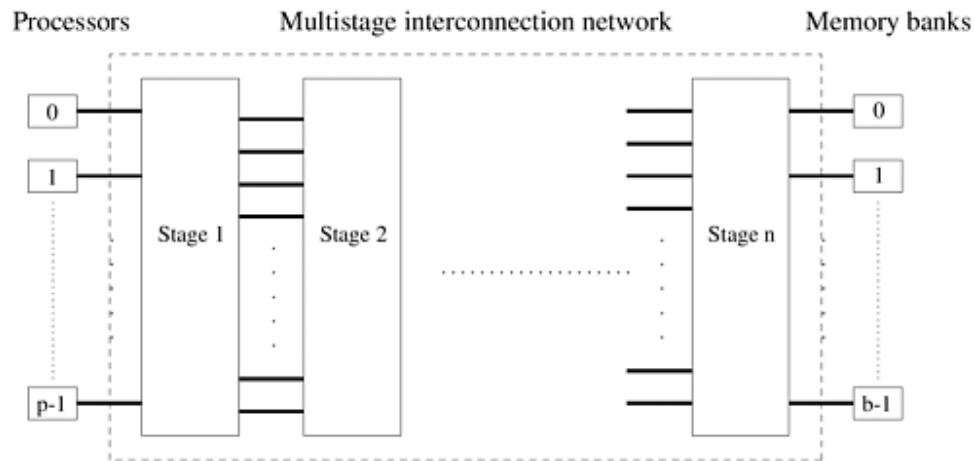 Processors Multistage interconnection network Memory banks
0 0
1 1
Stage 1 Stage 2 Stage n
p-1 b-1